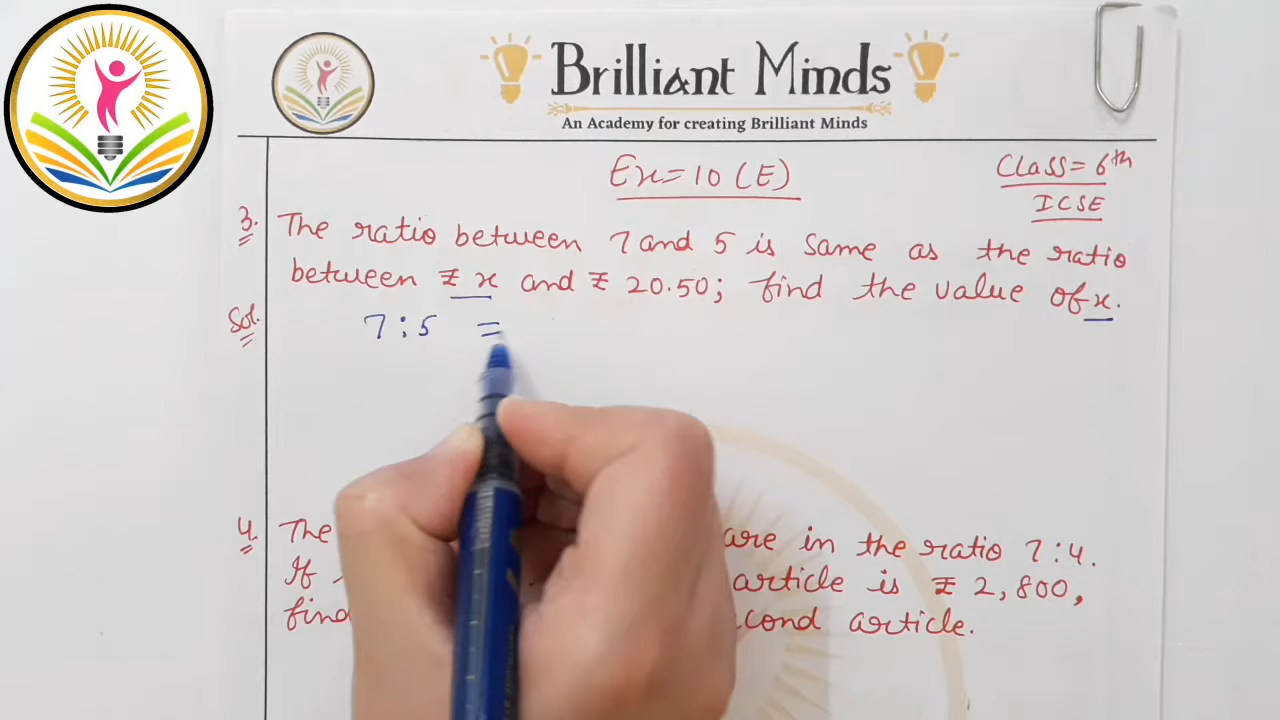 Brilliant Minds
An Academy for creating Brilliant Minds
Ex=10 (E)
Class=6th
ICSE
3. The ratio between 7 and 5 is same as the ratio
between ₹ x and ₹ 20.50; find the value of x.
Sol. 7:5 =
4. The are in the ratio 7:4.
If article is ₹ 2,800,
find article.